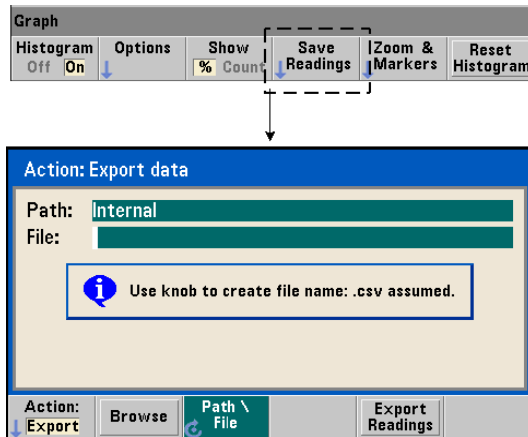 Graph
Histogram Options Show Save Zoom & Reset
Off On % Count Readings Markers Histogram
Action: Export data
Path: Internal
File:
i Use knob to create file name: .csv assumed.
Action: Browse Path \ Export
Export File Readings